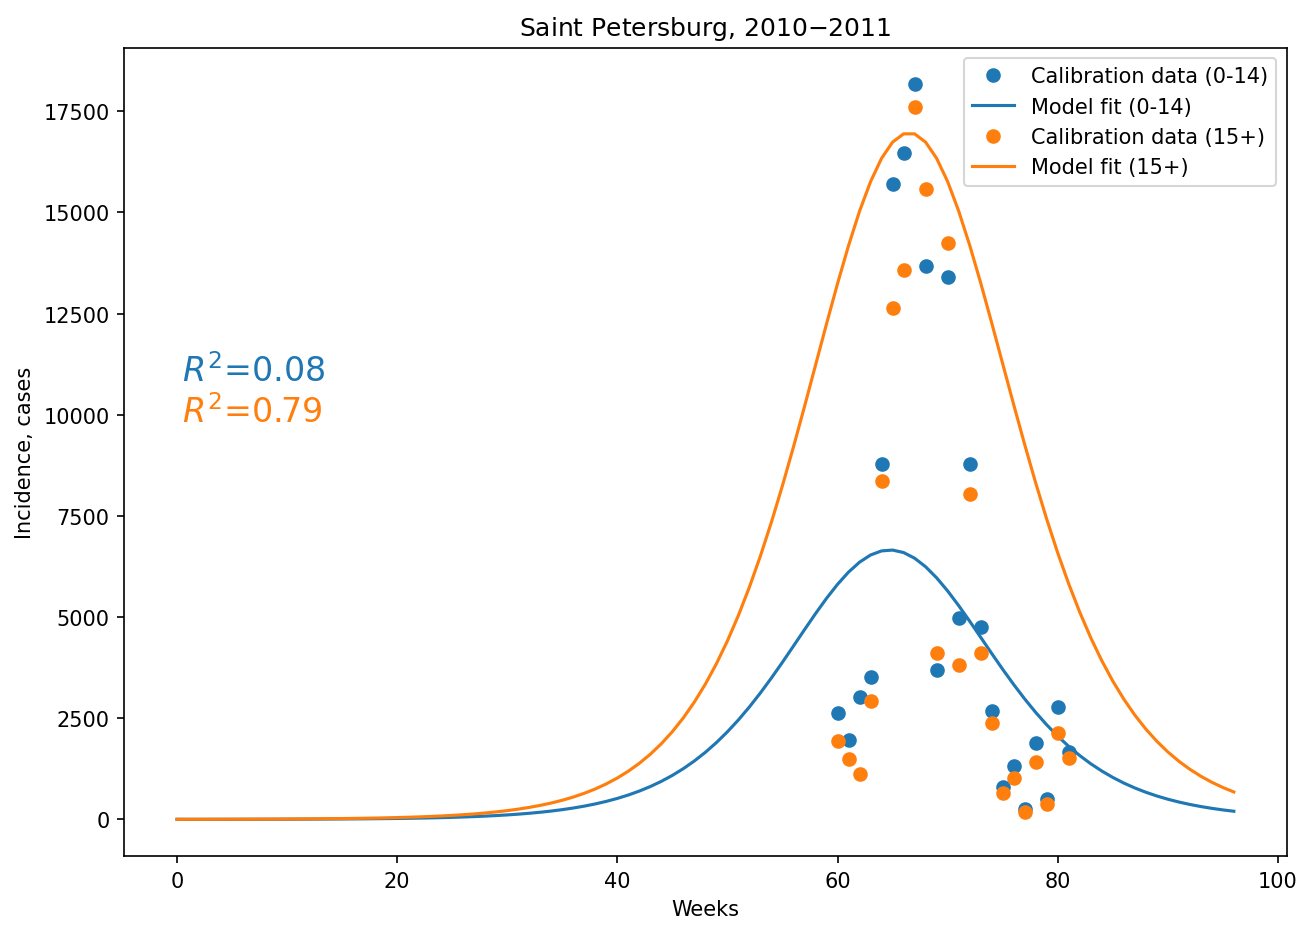 Saint Petersburg, 2010−2011
Calibration data (0-14)
Model fit (0-14)
Calibration data (15+)
Model fit (15+)
R²=0.08
R²=0.79
Incidence, cases
17500
15000
12500
10000
7500
5000
2500
0
0 20 40 60 80 100
Weeks